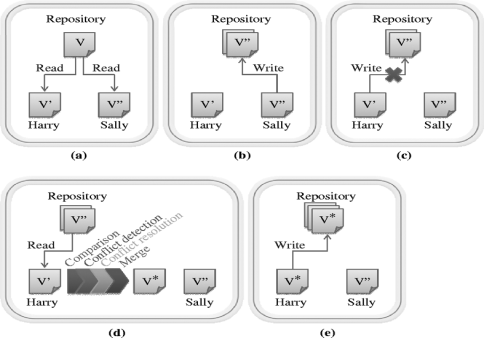 Repository
V
Read
Read
V'
V"
Harry
Sally
(a)
Repository
V"
Write
V'
V"
Harry
Sally
(b)
Repository
V"
Write
V'
V"
Harry
Sally
(c)
Repository
V"
Read
Comparison
Conflict detection
Conflict resolution
Merge
V'
V*
V"
Harry
Sally
(d)
Repository
V*
Write
V*
V"
Harry
Sally
(e)